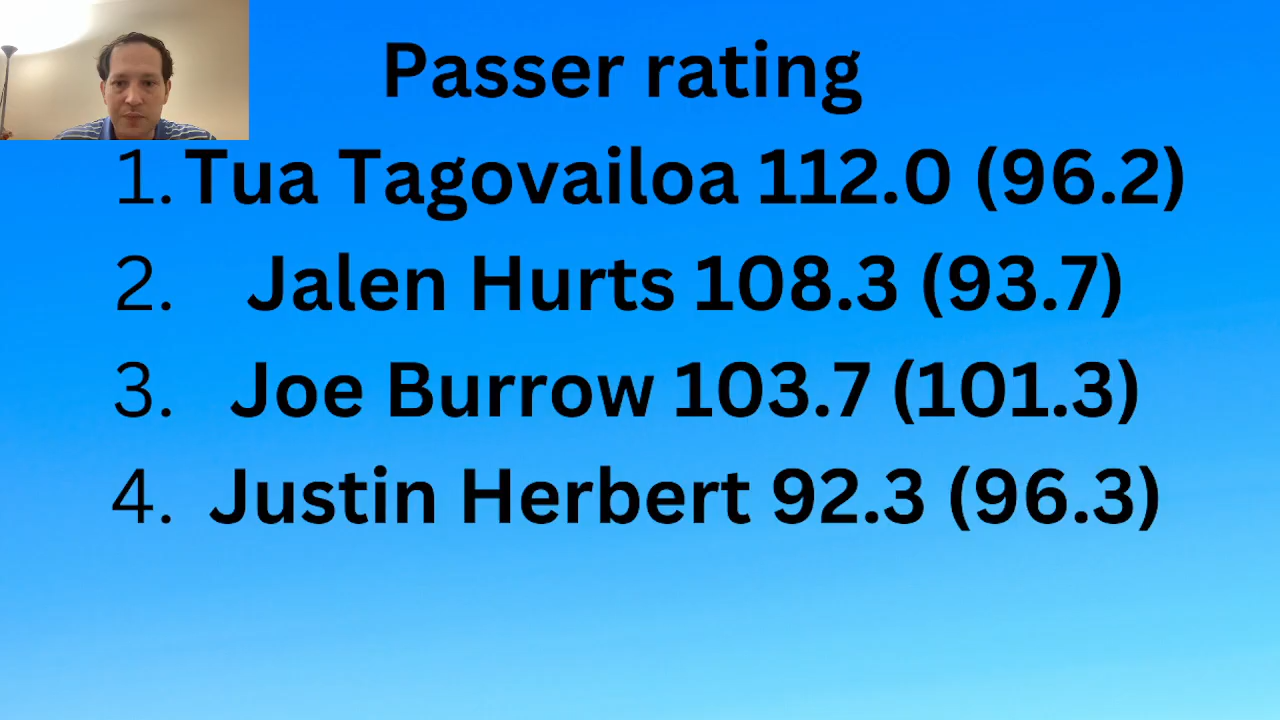 Passer rating
1. Tua Tagovailoa 112.0 (96.2)
2. Jalen Hurts 108.3 (93.7)
3. Joe Burrow 103.7 (101.3)
4. Justin Herbert 92.3 (96.3)